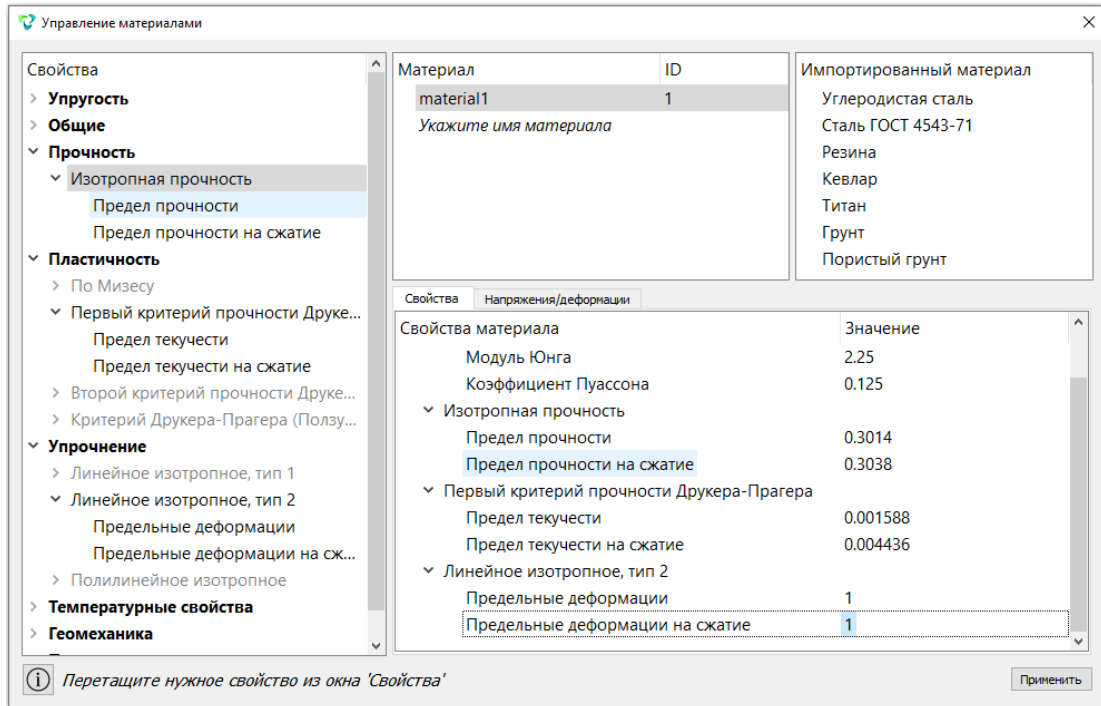 Управление материалами
Свойства
Упругость
Общие
Прочность
Изотропная прочность
Предел прочности
Предел прочности на сжатие
Пластичность
По Мизесу
Первый критерий прочности Друке...
Предел текучести
Предел текучести на сжатие
Второй критерий прочности Друке...
Критерий Друкера-Прагера (Ползу...
Упрочнение
Линейное изотропное, тип 1
Линейное изотропное, тип 2
Предельные деформации
Предельные деформации на сж...
Полилинейное изотропное
Температурные свойства
Геомеханика
Материал ID
material1 1
Укажите имя материала
Импортированный материал
Углеродистая сталь
Сталь ГОСТ 4543-71
Резина
Кевлар
Титан
Грунт
Пористый грунт
Свойства Напряжения/деформации
Свойства материала Значение
Модуль Юнга 2.25
Коэффициент Пуассона 0.125
Изотропная прочность
Предел прочности 0.3014
Предел прочности на сжатие 0.3038
Первый критерий прочности Друкера-Прагера
Предел текучести 0.001588
Предел текучести на сжатие 0.004436
Линейное изотропное, тип 2
Предельные деформации 1
Предельные деформации на сжатие 1
Перетащите нужное свойство из окна 'Свойства'
Применить